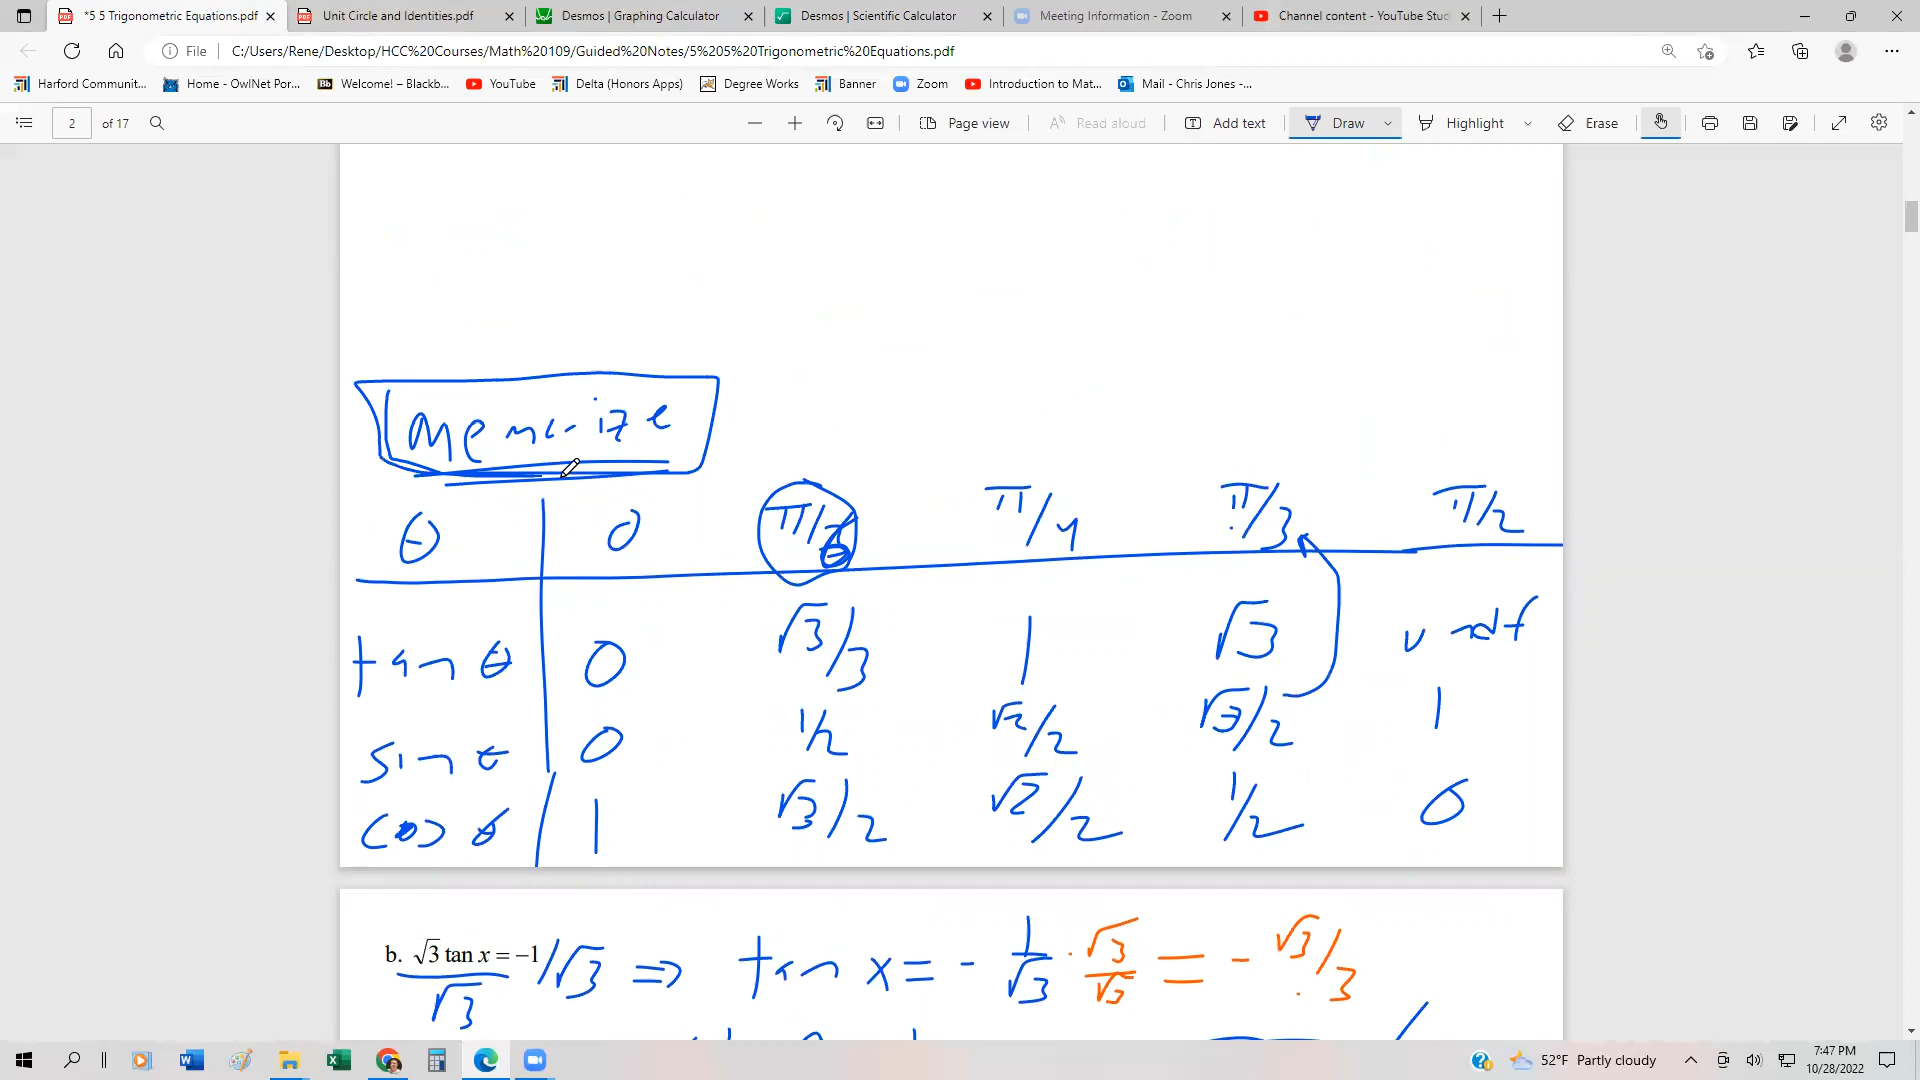 *5 5 Trigonometric Equations.pdf
Unit Circle and Identities.pdf
Desmos | Graphing Calculator
Desmos | Scientific Calculator
Meeting Information - Zoom
Channel content - YouTube Stud
File
C:/Users/Rene/Desktop/HCC%20Courses/Math%20109/Guided%20Notes/5%205%20Trigonometric%20Equations.pdf
Harford Communit...
Home - OwlNet Por...
Bb Welcome! – Blackb...
YouTube
Delta (Honors Apps)
Degree Works
Banner
Zoom
Introduction to Mat...
Mail - Chris Jones -...
2 of 17
Page view
Read aloud
Add text
Draw
Highlight
Erase
Memorize
θ 0 π/6 π/4 π/3 π/2
tan θ 0 √3/3 1 √3 undf
sin θ 0 1/2 √2/2 √3/2 1
cos θ 1 √3/2 √2/2 1/2 0
b. √3 tan x = −1 /√3 ⇒ tan x = - 1/√3 · √3/√3 = - √3/3
√3
52°F Partly cloudy
7:47 PM
10/28/2022